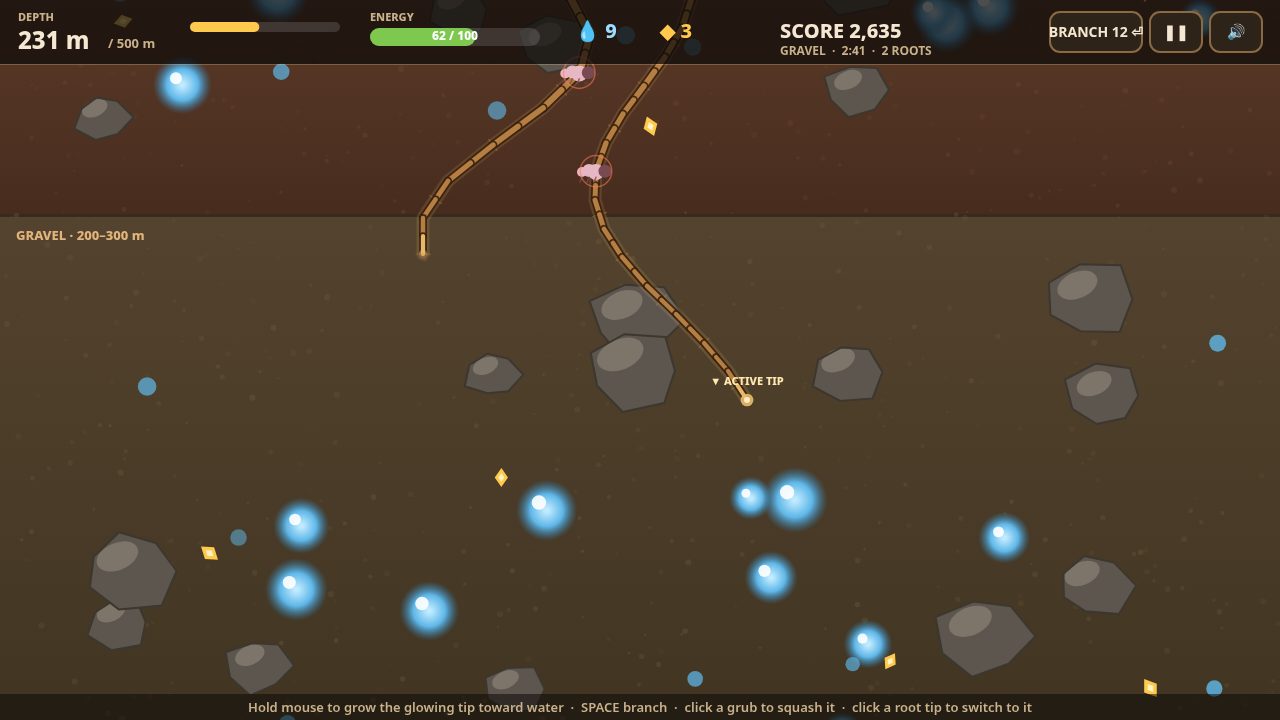 DEPTH
231 m / 500 m
ENERGY
62 / 100
💧 9
◆ 3
SCORE 2,635
GRAVEL · 2:41 · 2 ROOTS
BRANCH 12 ⏎
GRAVEL · 200–300 m
▼ ACTIVE TIP
Hold mouse to grow the glowing tip toward water · SPACE branch · click a grub to squash it · click a root tip to switch to it